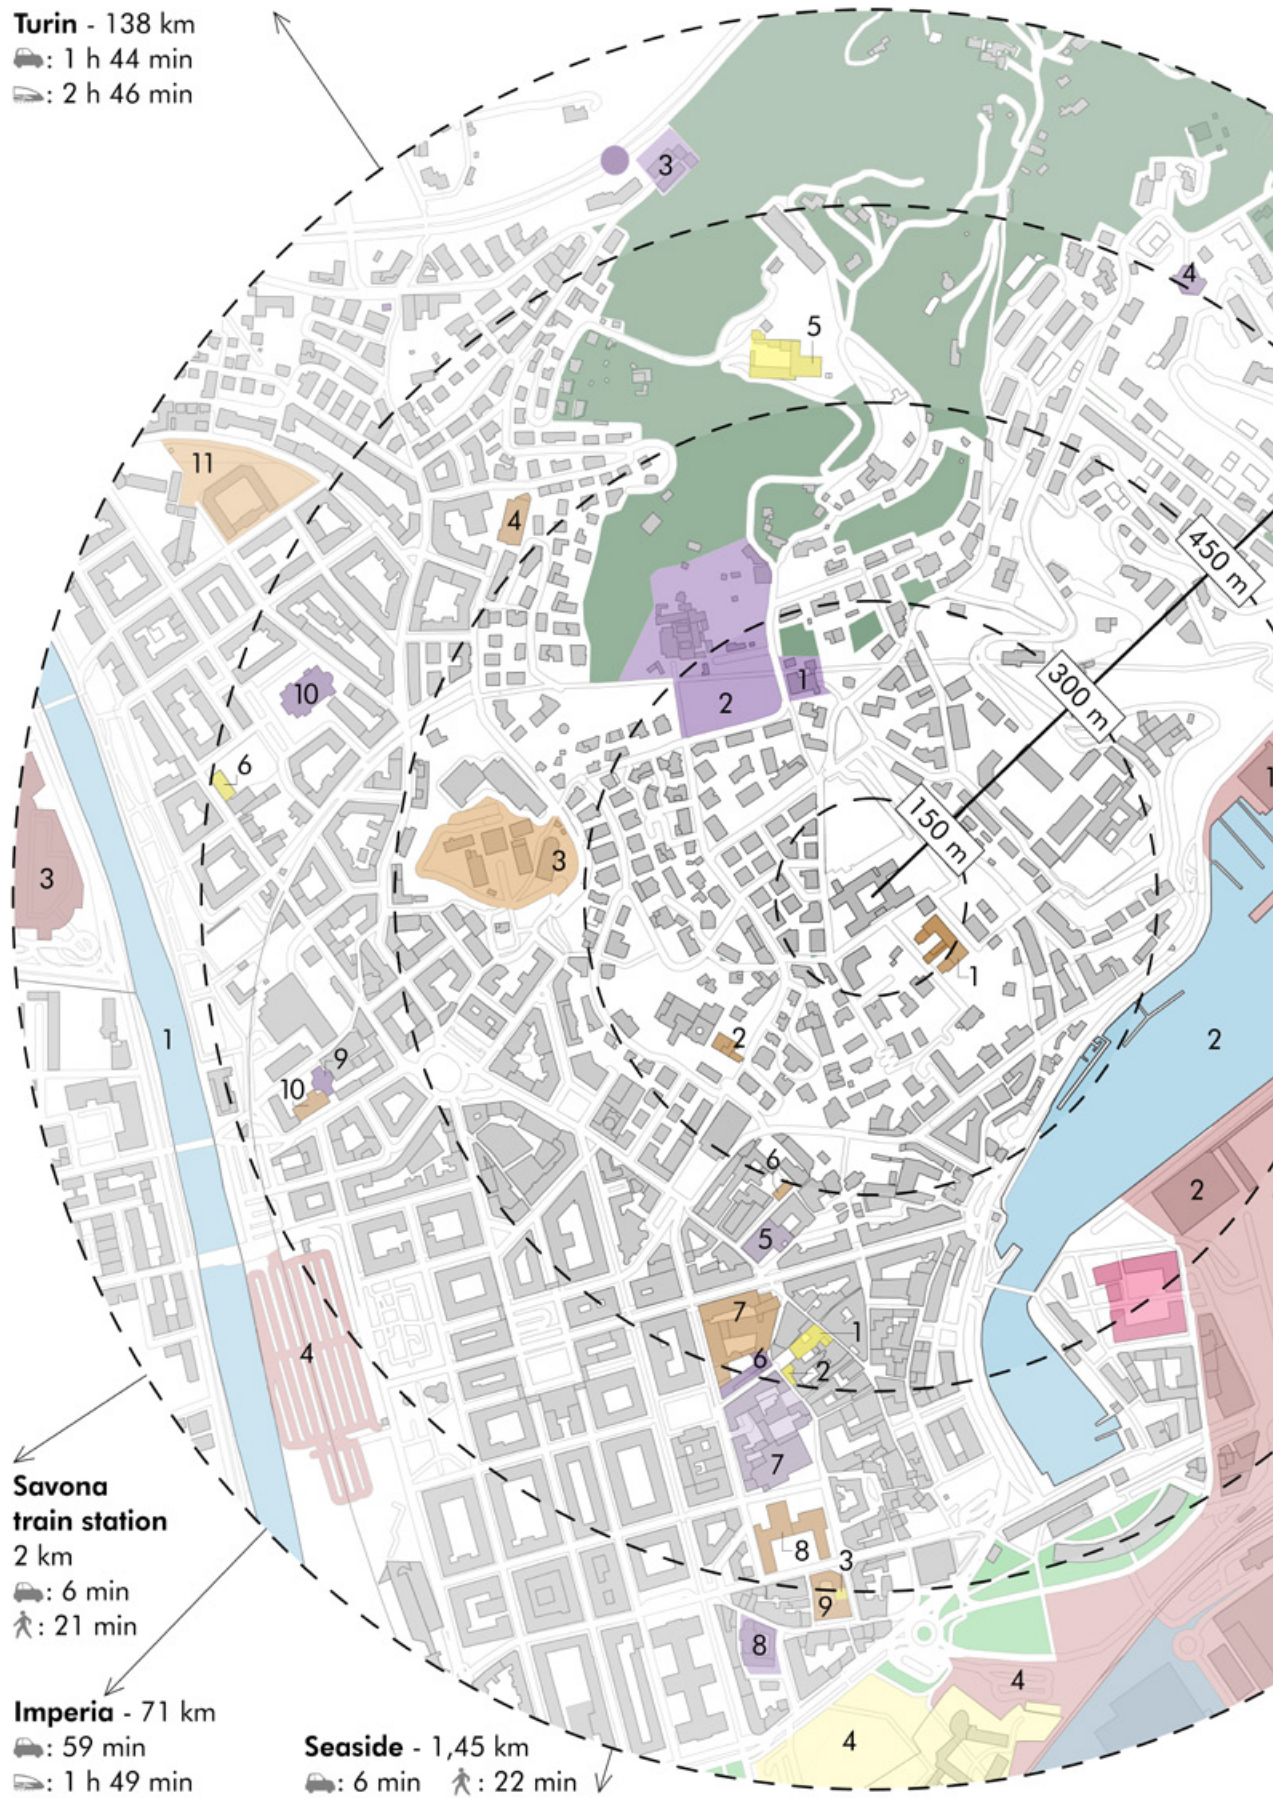 Turin - 138 km
: 1 h 44 min
: 2 h 46 min
3
4
5
11
4
450 m
10
2
1
300 m
6
1
3
3
150 m
1
1
2
2
9
10
6
2
5
7
1
6
2
4
7
8
3
9
8
4
4
Savona
train station
2 km
: 6 min
: 21 min
Imperia - 71 km
: 59 min
: 1 h 49 min
Seaside - 1,45 km
: 6 min : 22 min